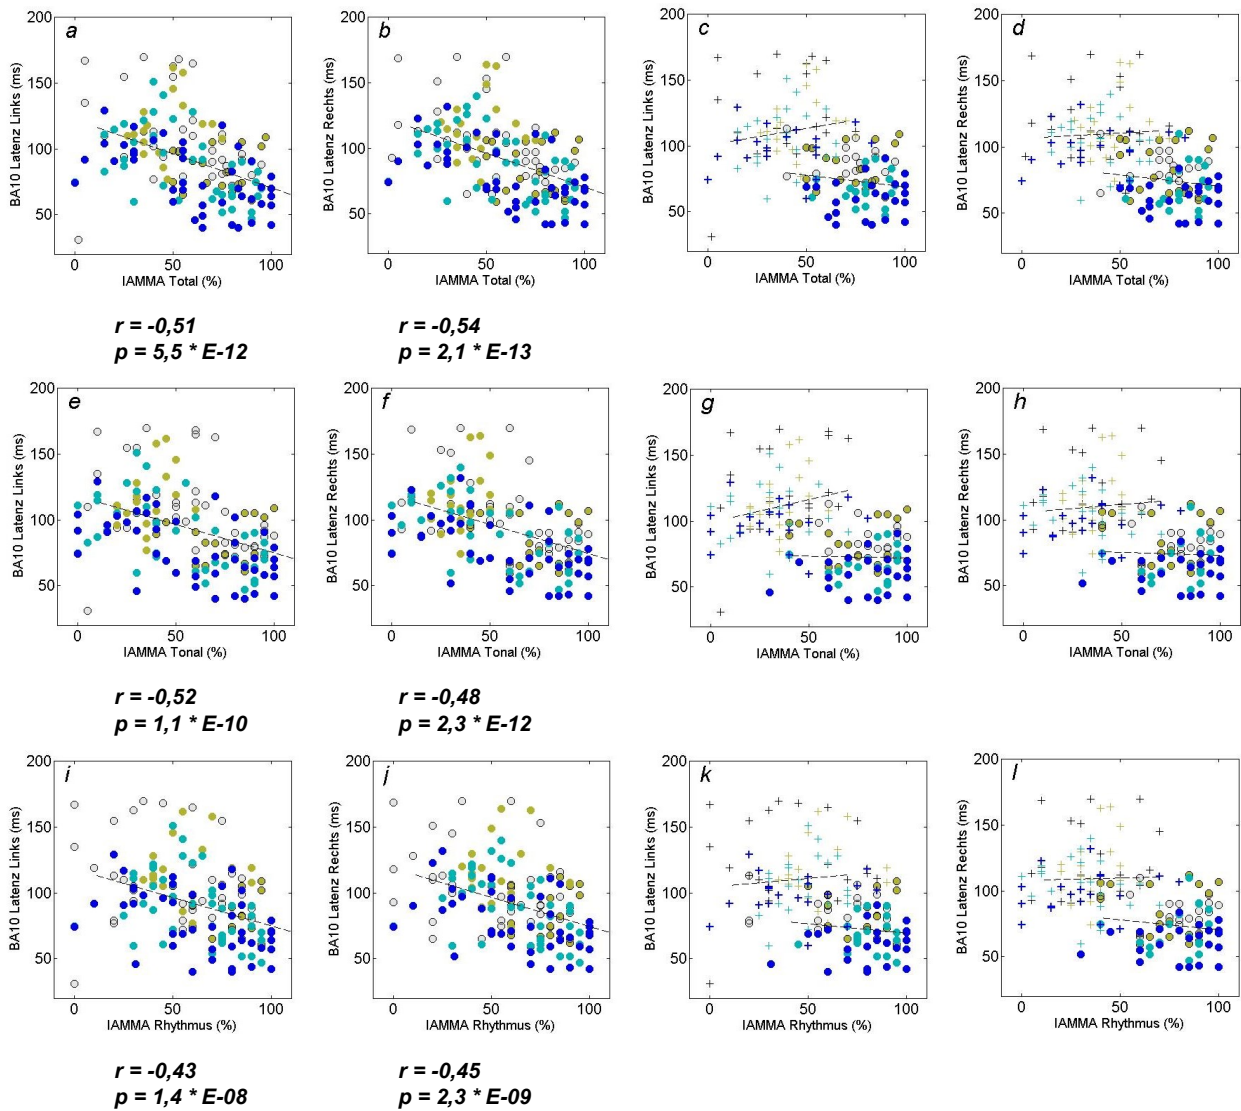 a
200
150
100
50
BA10 Latenz Links (ms)
0 50 100
IAMMA Total (%)
b
200
150
100
50
BA10 Latenz Rechts (ms)
0 50 100
IAMMA Total (%)
c
200
150
100
50
BA10 Latenz Links (ms)
0 50 100
IAMMA Total (%)
d
200
150
100
50
BA10 Latenz Rechts (ms)
0 50 100
IAMMA Total (%)
r = -0,51
p = 5,5 * E-12
r = -0,54
p = 2,1 * E-13
e
200
150
100
50
BA10 Latenz Links (ms)
0 50 100
IAMMA Tonal (%)
f
200
150
100
50
BA10 Latenz Rechts (ms)
0 50 100
IAMMA Tonal (%)
g
200
150
100
50
BA10 Latenz Links (ms)
0 50 100
IAMMA Tonal (%)
h
200
150
100
50
BA10 Latenz Rechts (ms)
0 50 100
IAMMA Tonal (%)
r = -0,52
p = 1,1 * E-10
r = -0,48
p = 2,3 * E-12
i
200
150
100
50
BA10 Latenz Links (ms)
0 50 100
IAMMA Rhythmus (%)
j
200
150
100
50
BA10 Latenz Rechts (ms)
0 50 100
IAMMA Rhythmus (%)
k
200
150
100
50
BA10 Latenz Links (ms)
0 50 100
IAMMA Rhythmus (%)
l
200
150
100
50
BA10 Latenz Rechts (ms)
0 50 100
IAMMA Rhythmus (%)
r = -0,43
p = 1,4 * E-08
r = -0,45
p = 2,3 * E-09